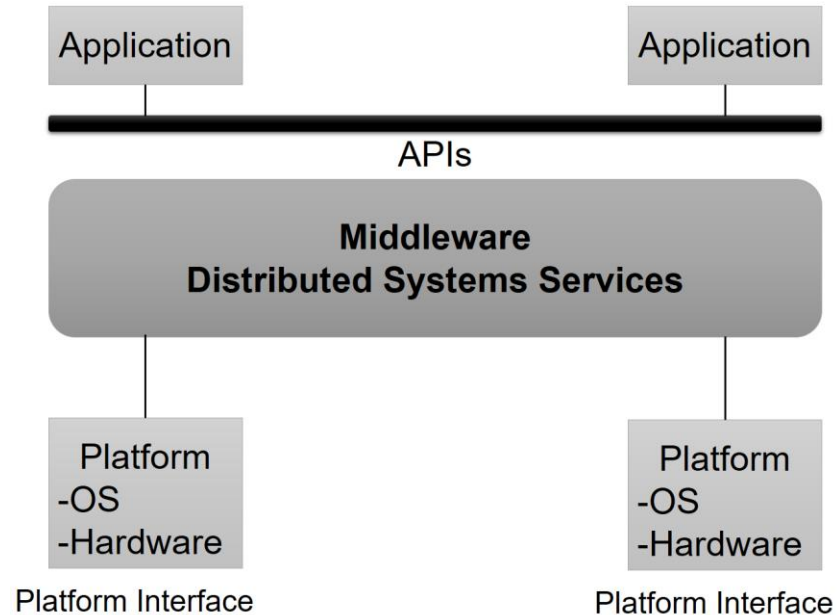 Application
Application
APIs
Middleware
Distributed Systems Services
Platform
-OS
-Hardware
Platform
-OS
-Hardware
Platform Interface
Platform Interface